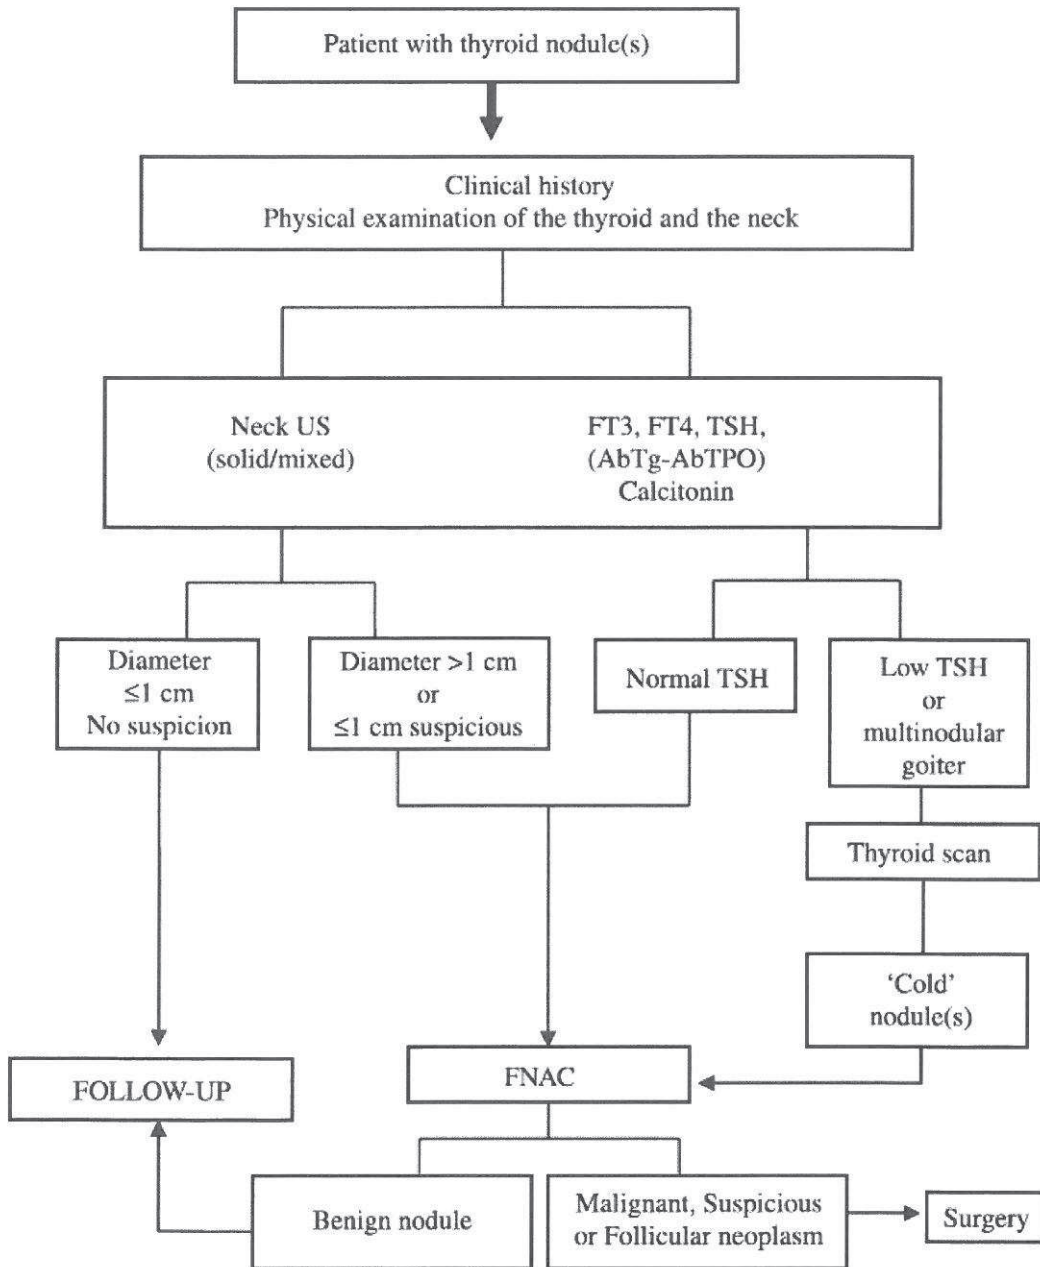 Patient with thyroid nodule(s)
Clinical history
Physical examination of the thyroid and the neck
Neck US
(solid/mixed)
FT3, FT4, TSH,
(AbTg-AbTPO)
Calcitonin
Diameter
≤1 cm
No suspicion
Diameter >1 cm
or
≤1 cm suspicious
Normal TSH
Low TSH
or
multinodular
goiter
Thyroid scan
‘Cold’
nodule(s)
FOLLOW-UP
FNAC
Benign nodule
Malignant, Suspicious
or Follicular neoplasm
Surgery